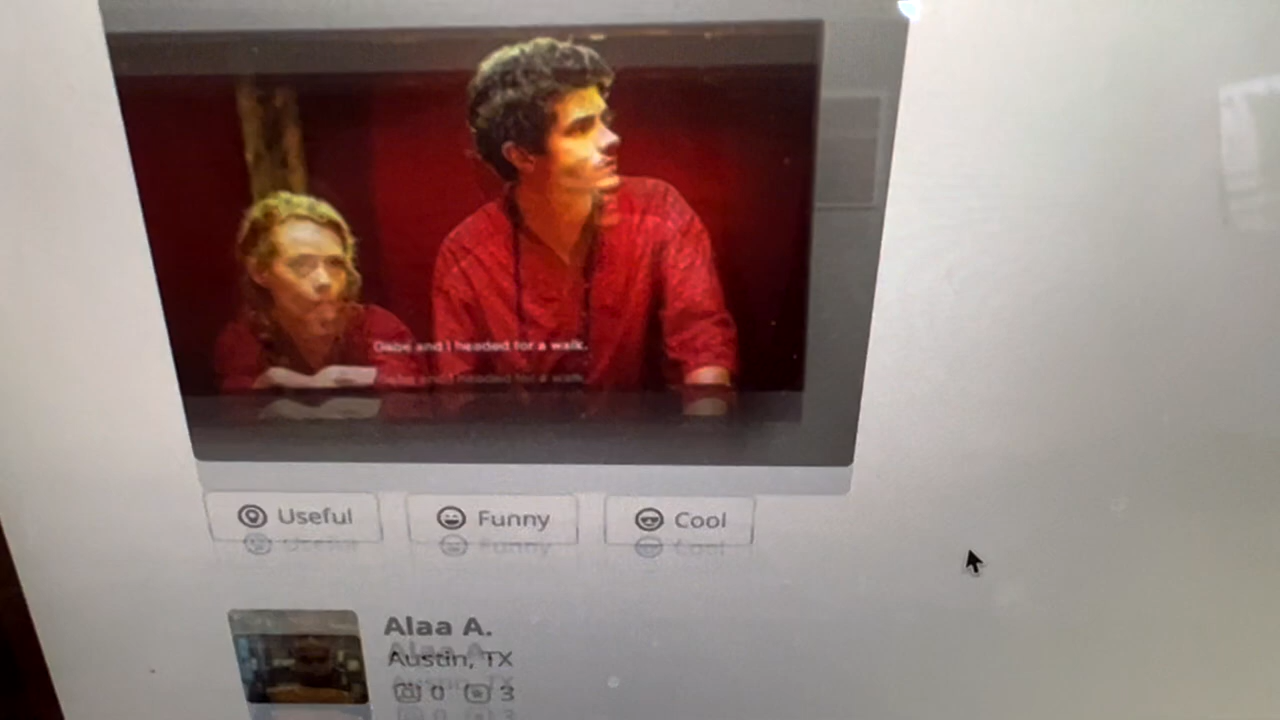 Gabe and I headed for a walk.
Useful
Funny
Cool
Alaa A.
Austin, TX
0 3